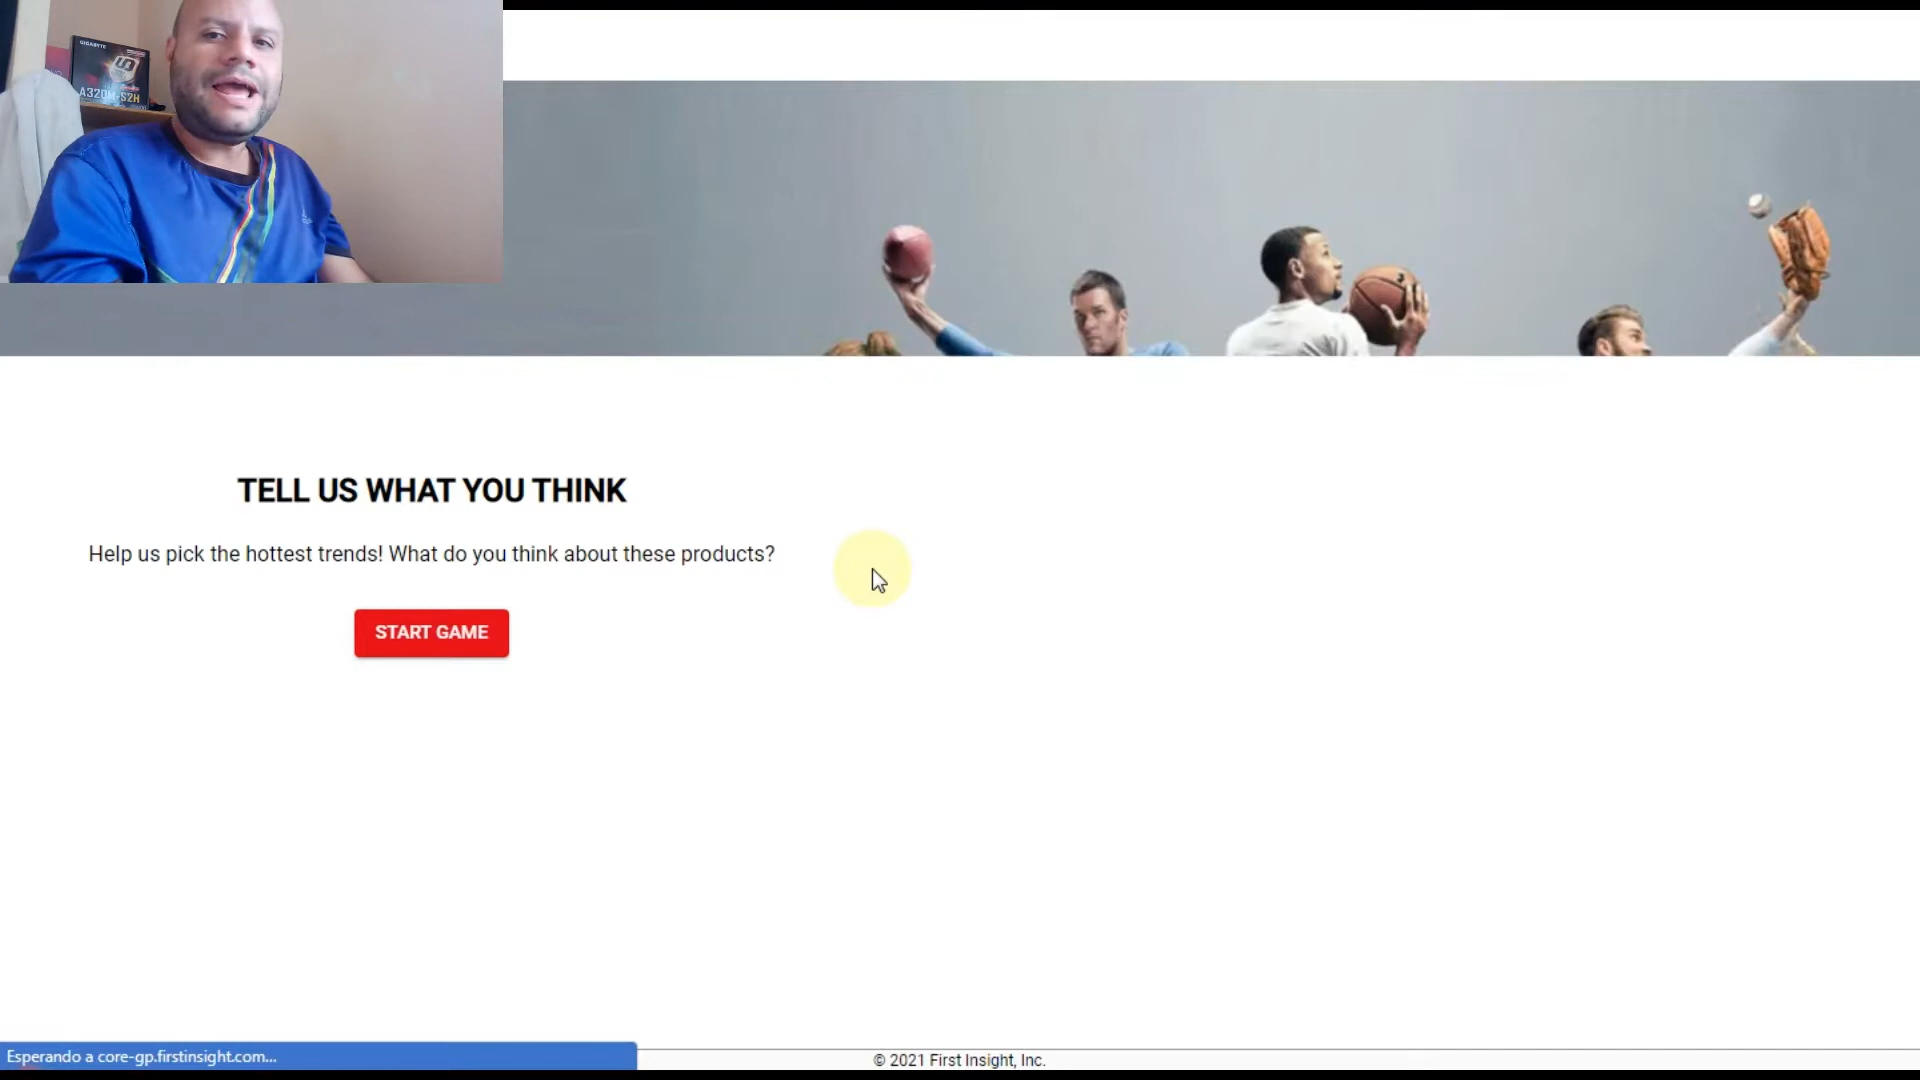 GIGABYTE
A320M-S2H
TELL US WHAT YOU THINK
Help us pick the hottest trends! What do you think about these products?
START GAME
Esperando a core-gp.firstinsight.com...
© 2021 First Insight, Inc.